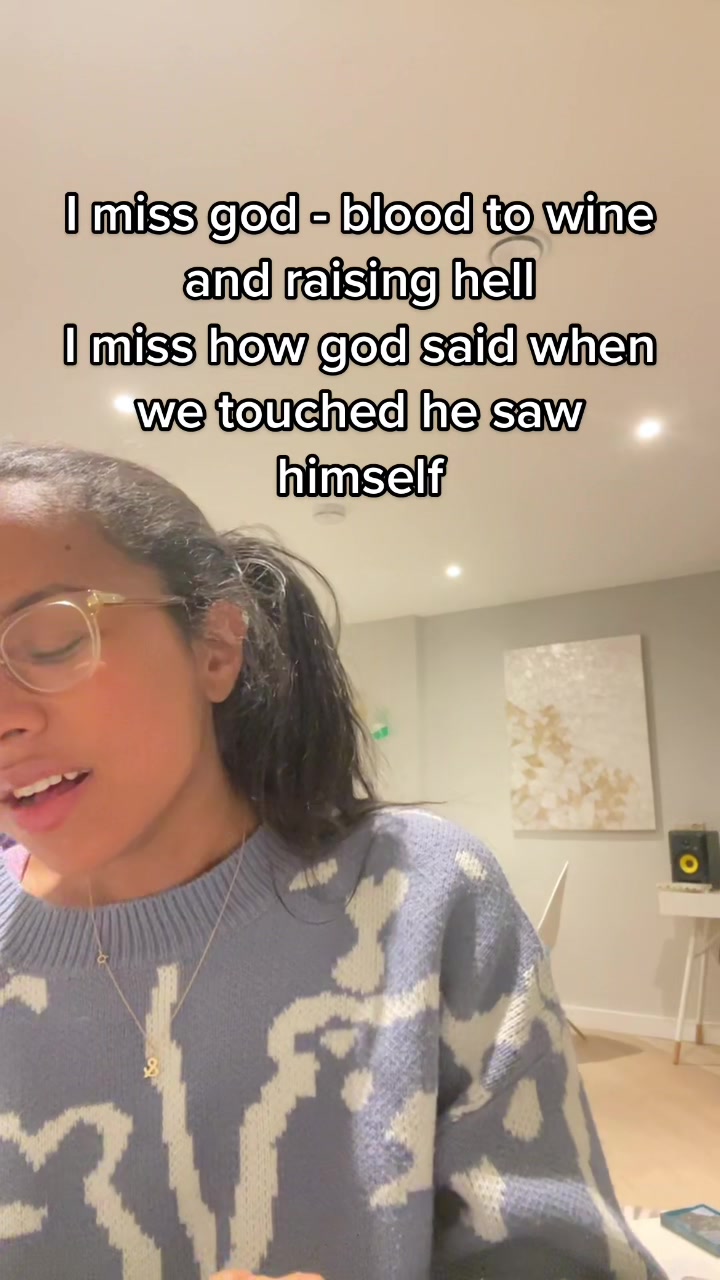 I miss god - blood to wine
and raising hell
I miss how god said when
we touched he saw
himself